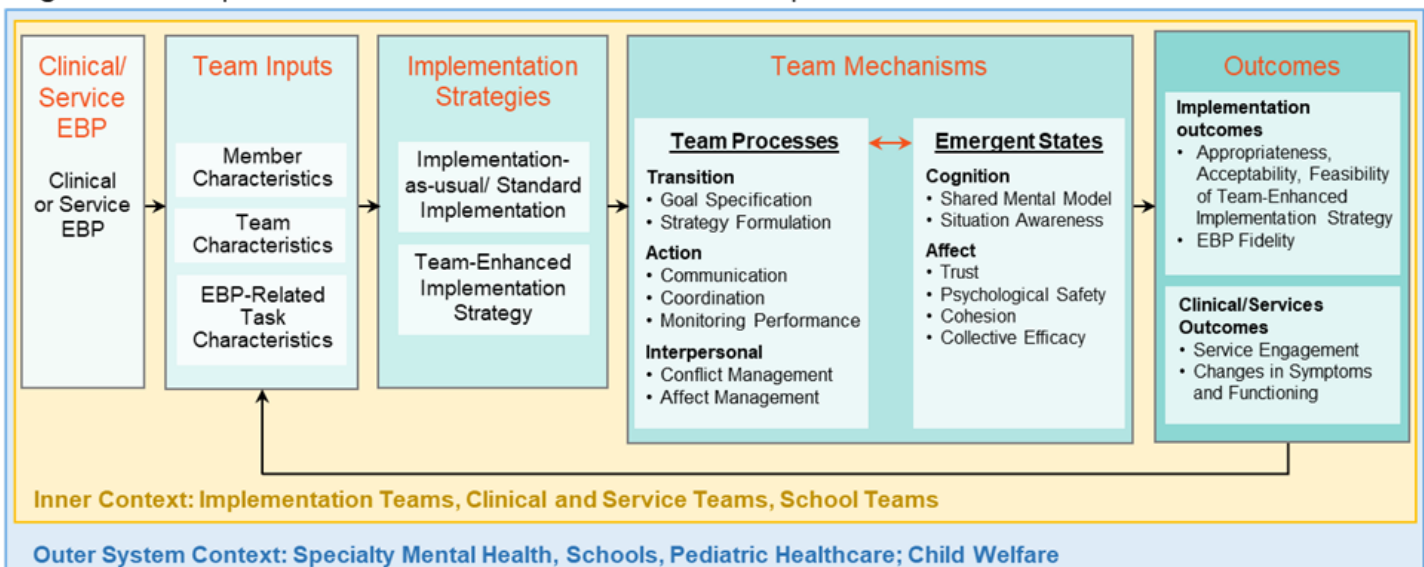 Clinical/
Service
EBP
Clinical
or Service
EBP
Team Inputs
Member
Characteristics
Team
Characteristics
EBP-Related
Task
Characteristics
Implementation
Strategies
Implementation-
as-usual/ Standard
Implementation
Team-Enhanced
Implementation
Strategy
Team Mechanisms
Team Processes
Transition
• Goal Specification
• Strategy Formulation
Action
• Communication
• Coordination
• Monitoring Performance
Interpersonal
• Conflict Management
• Affect Management
Emergent States
Cognition
• Shared Mental Model
• Situation Awareness
Affect
• Trust
• Psychological Safety
• Cohesion
• Collective Efficacy
Outcomes
Implementation
outcomes
• Appropriateness,
Acceptability, Feasibility
of Team-Enhanced
Implementation Strategy
• EBP Fidelity
Clinical/Services
Outcomes
• Service Engagement
• Changes in Symptoms
and Functioning
Inner Context: Implementation Teams, Clinical and Service Teams, School Teams
Outer System Context: Specialty Mental Health, Schools, Pediatric Healthcare; Child Welfare